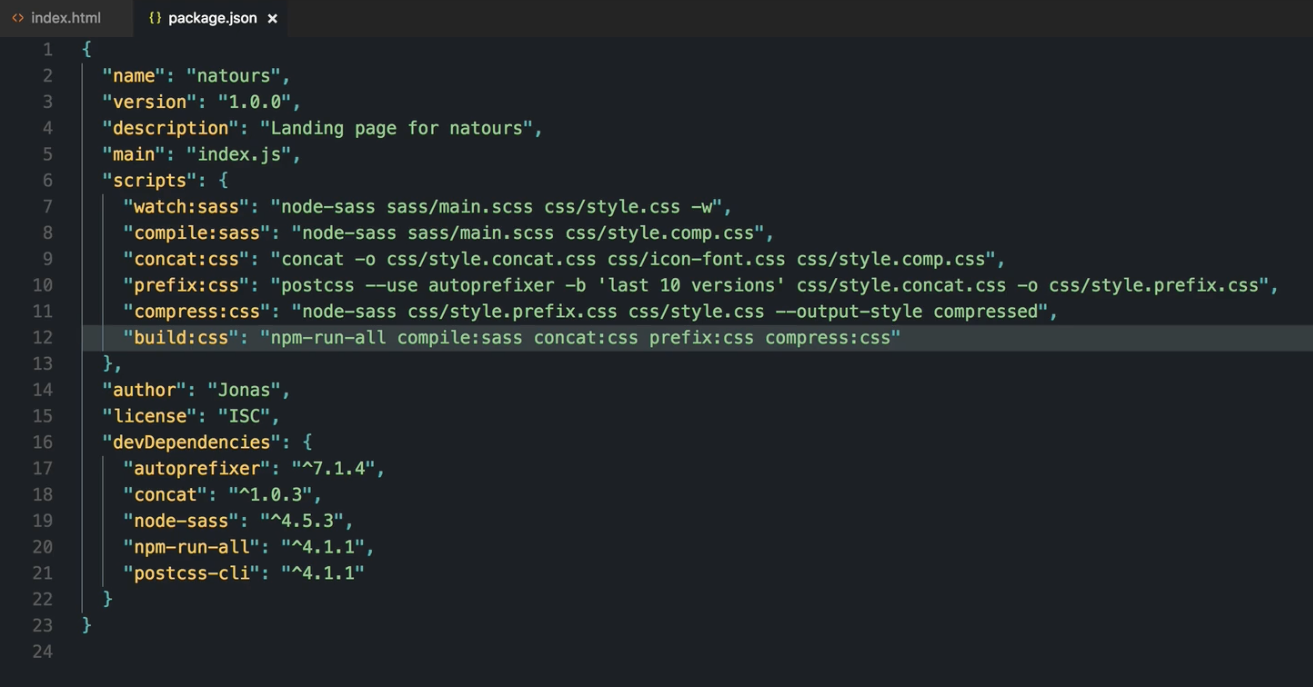 <> index.html {} package.json ×
1 {
2 "name": "natours",
3 "version": "1.0.0",
4 "description": "Landing page for natours",
5 "main": "index.js",
6 "scripts": {
7 "watch:sass": "node-sass sass/main.scss css/style.css -w",
8 "compile:sass": "node-sass sass/main.scss css/style.comp.css",
9 "concat:css": "concat -o css/style.concat.css css/icon-font.css css/style.comp.css",
10 "prefix:css": "postcss --use autoprefixer -b 'last 10 versions' css/style.concat.css -o css/style.prefix.css",
11 "compress:css": "node-sass css/style.prefix.css css/style.css --output-style compressed",
12 "build:css": "npm-run-all compile:sass concat:css prefix:css compress:css"
13 },
14 "author": "Jonas",
15 "license": "ISC",
16 "devDependencies": {
17 "autoprefixer": "^7.1.4",
18 "concat": "^1.0.3",
19 "node-sass": "^4.5.3",
20 "npm-run-all": "^4.1.1",
21 "postcss-cli": "^4.1.1"
22 }
23 }
24